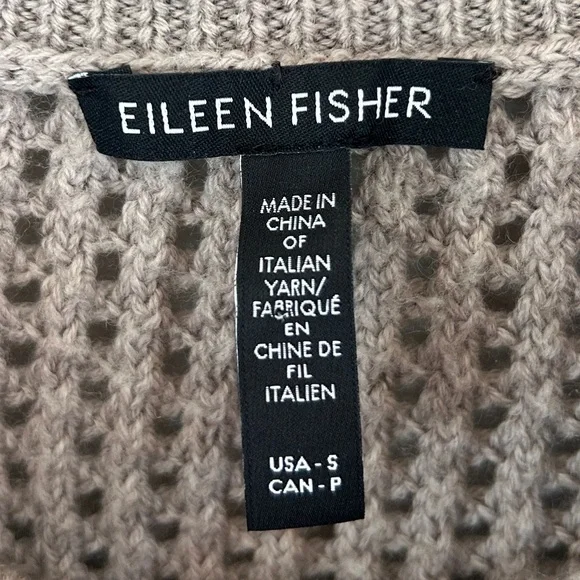 EILEEN FISHER
MADE IN
CHINA
OF
ITALIAN
YARN/
FABRIQUÉ
EN
CHINE DE
FIL
ITALIEN
USA - S
CAN - P